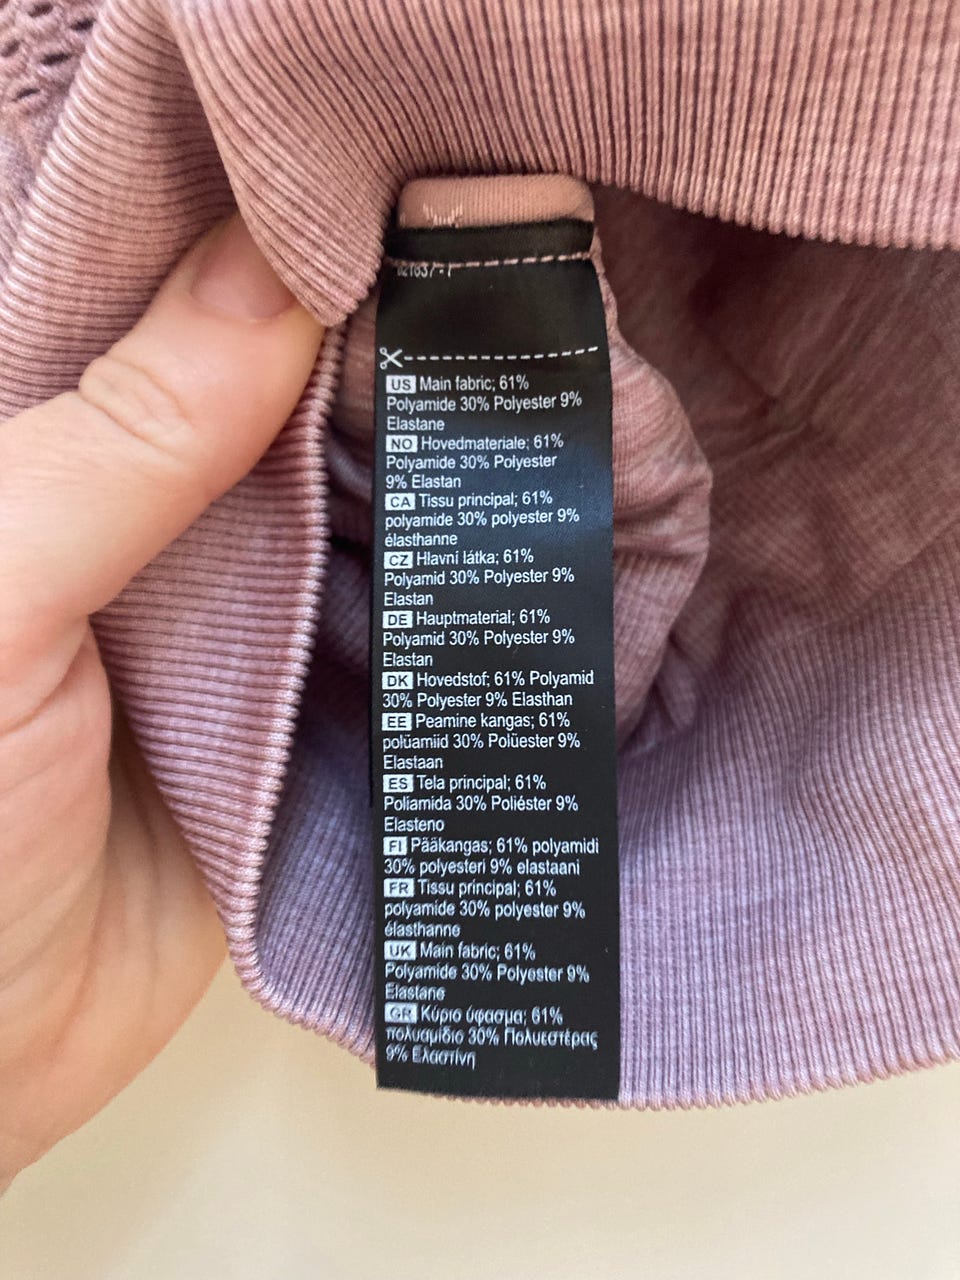 US Main fabric; 61%
Polyamide 30% Polyester 9%
Elastane
NO Hovedmateriale; 61%
Polyamide 30% Polyester
9% Elastan
CA Tissu principal; 61%
polyamide 30% polyester 9%
élasthanne
CZ Hlavní látka; 61%
Polyamid 30% Polyester 9%
Elastan
DE Hauptmaterial; 61%
Polyamid 30% Polyester 9%
Elastan
DK Hovedstof; 61% Polyamid
30% Polyester 9% Elasthan
EE Peamine kangas; 61%
polüamiid 30% Polüester 9%
Elastaan
ES Tela principal; 61%
Poliamida 30% Poliéster 9%
Elasteno
FI Pääkangas; 61% polyamidi
30% polyesteri 9% elastaani
FR Tissu principal; 61%
polyamide 30% polyester 9%
élasthanne
UK Main fabric; 61%
Polyamide 30% Polyester 9%
Elastane
GR Κύριο ύφασμα; 61%
πολυαμίδιο 30% Πολυεστέρας
9% Ελαστίνη